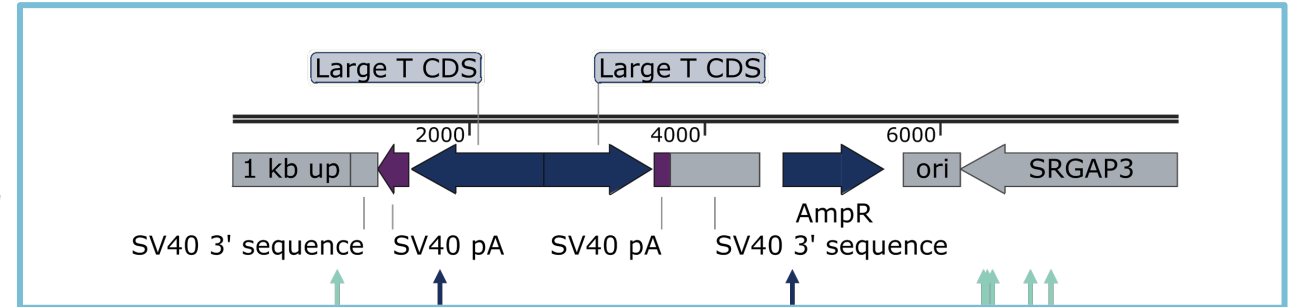 Large T CDS
Large T CDS
2000
4000
6000
1 kb up
ori
SRGAP3
AmpR
SV40 3' sequence
SV40 pA
SV40 pA
SV40 3' sequence